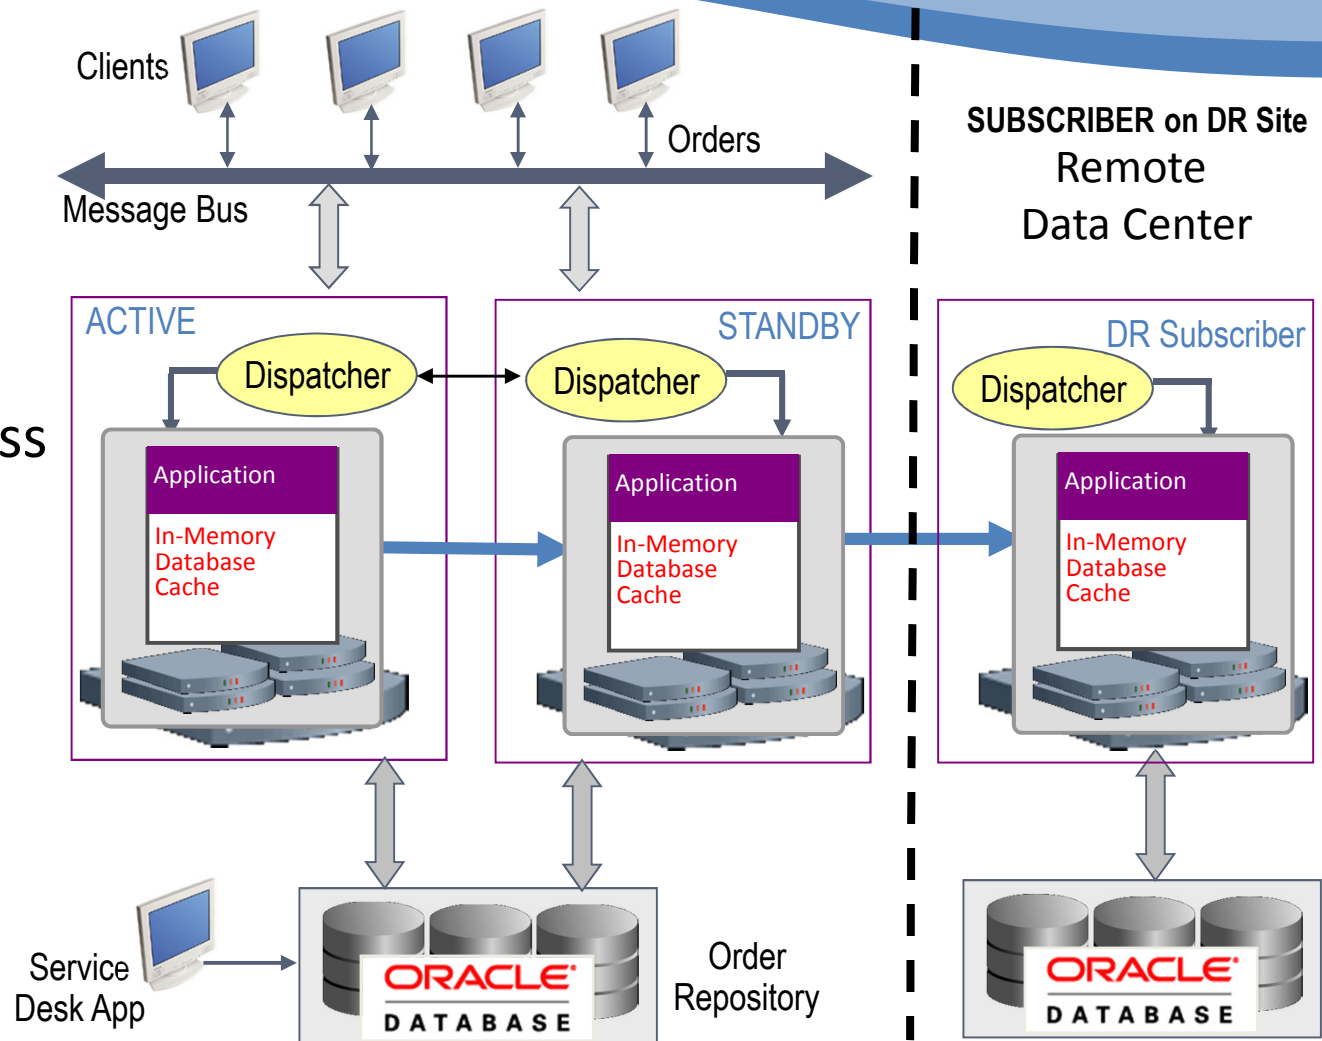 Clients
Orders
Message Bus
SUBSCRIBER on DR Site
Remote
Data Center
ACTIVE
Dispatcher
STANDBY
Dispatcher
DR Subscriber
Dispatcher
ss
Application
In-Memory
Database
Cache
Application
In-Memory
Database
Cache
Application
In-Memory
Database
Cache
Service
Desk App
ORACLE
DATABASE
Order
Repository
ORACLE
DATABASE